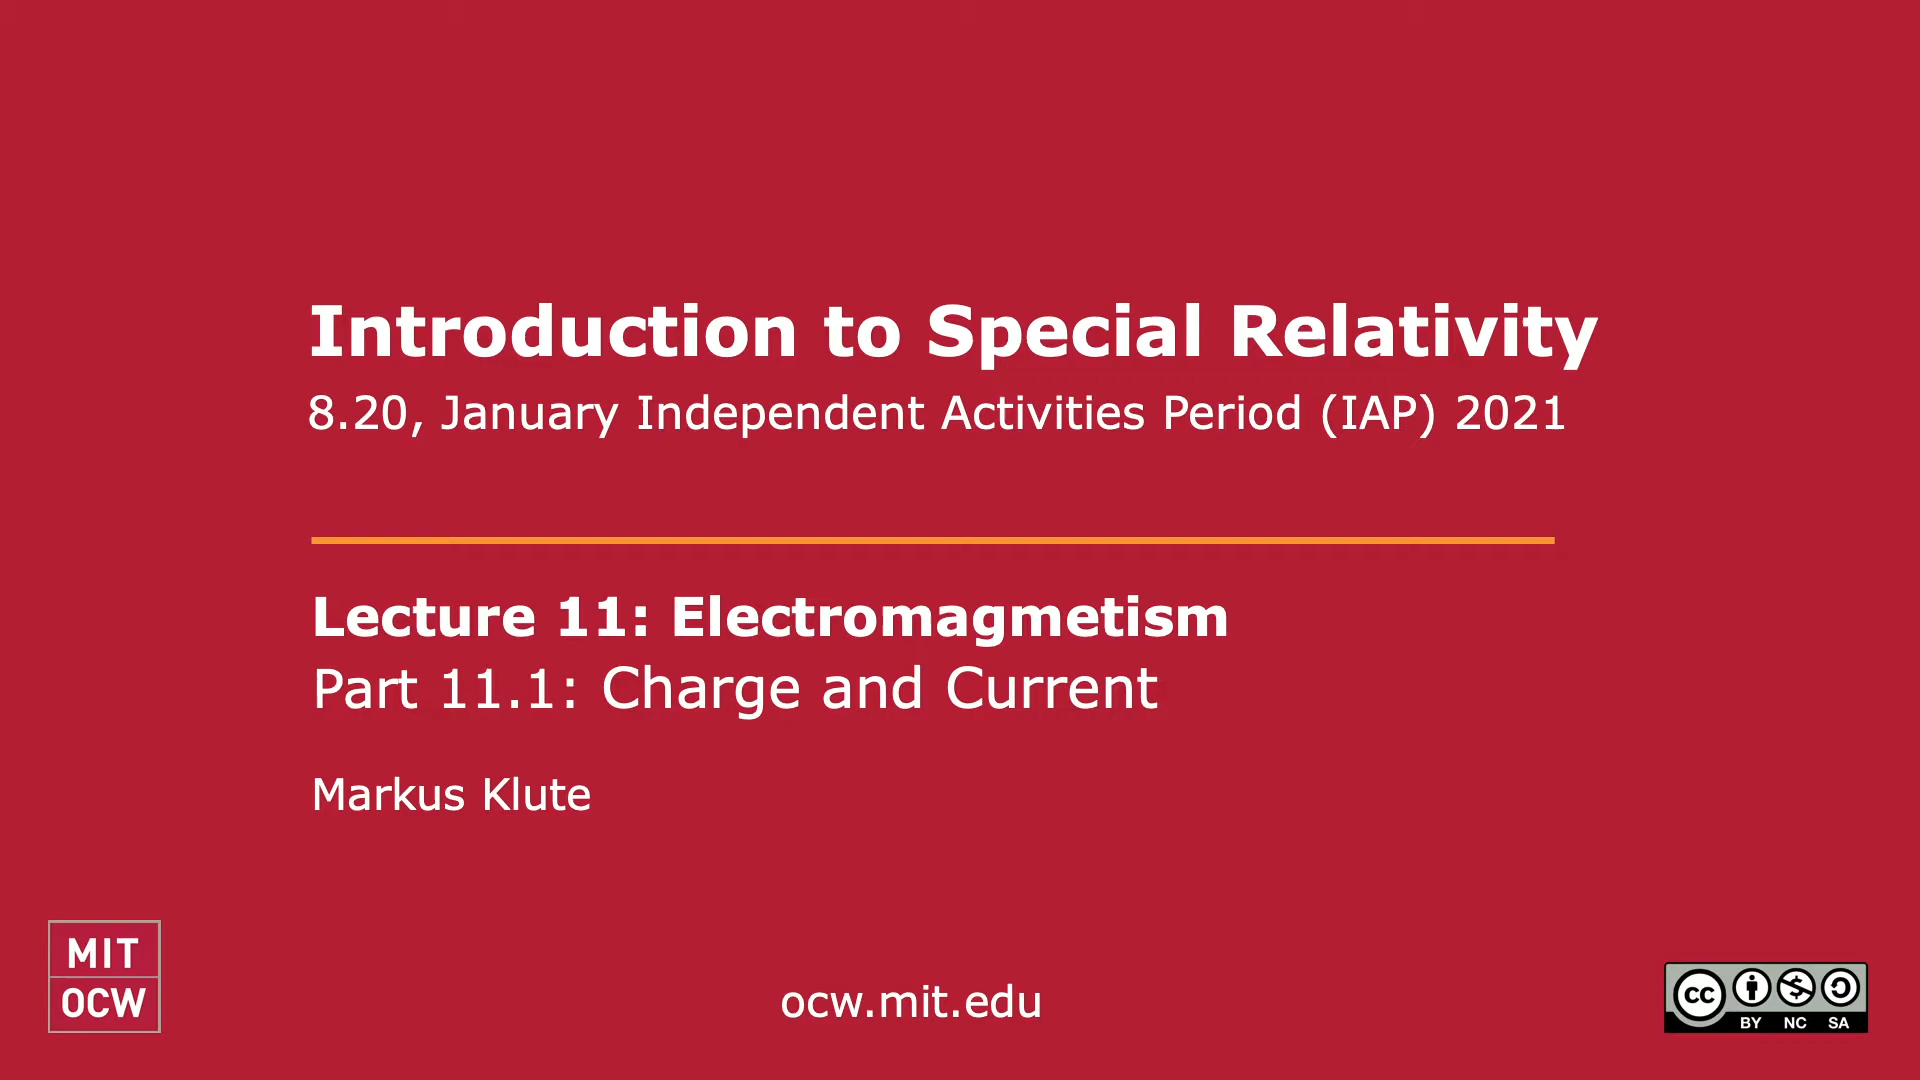 Introduction to Special Relativity
8.20, January Independent Activities Period (IAP) 2021
Lecture 11: Electromagmetism
Part 11.1: Charge and Current
Markus Klute
MIT
OCW
ocw.mit.edu
cc
BY NC SA